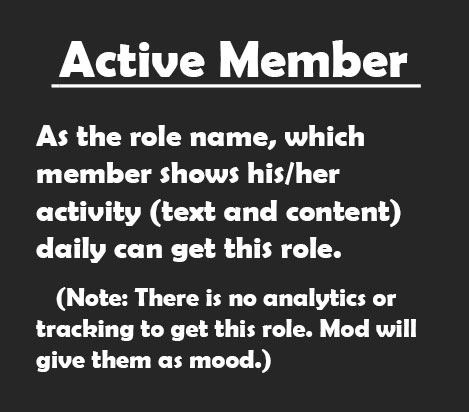 Active Member
As the role name, which
member shows his/her
activity (text and content)
daily can get this role.
(Note: There is no analytics or
tracking to get this role. Mod will
give them as mood.)